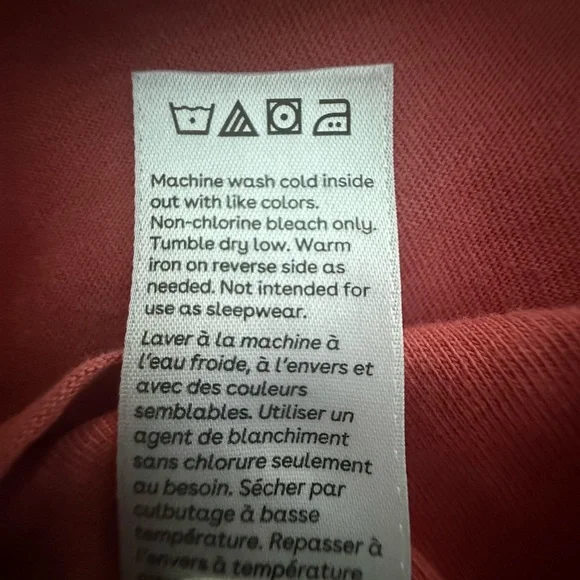 Machine wash cold inside
out with like colors.
Non-chlorine bleach only.
Tumble dry low. Warm
iron on reverse side as
needed. Not intended for
use as sleepwear.
Laver à la machine à
l'eau froide, à l'envers et
avec des couleurs
semblables. Utiliser un
agent de blanchiment
sans chlorure seulement
au besoin. Sécher par
culbutage à basse
température. Repasser à
l'envers à température